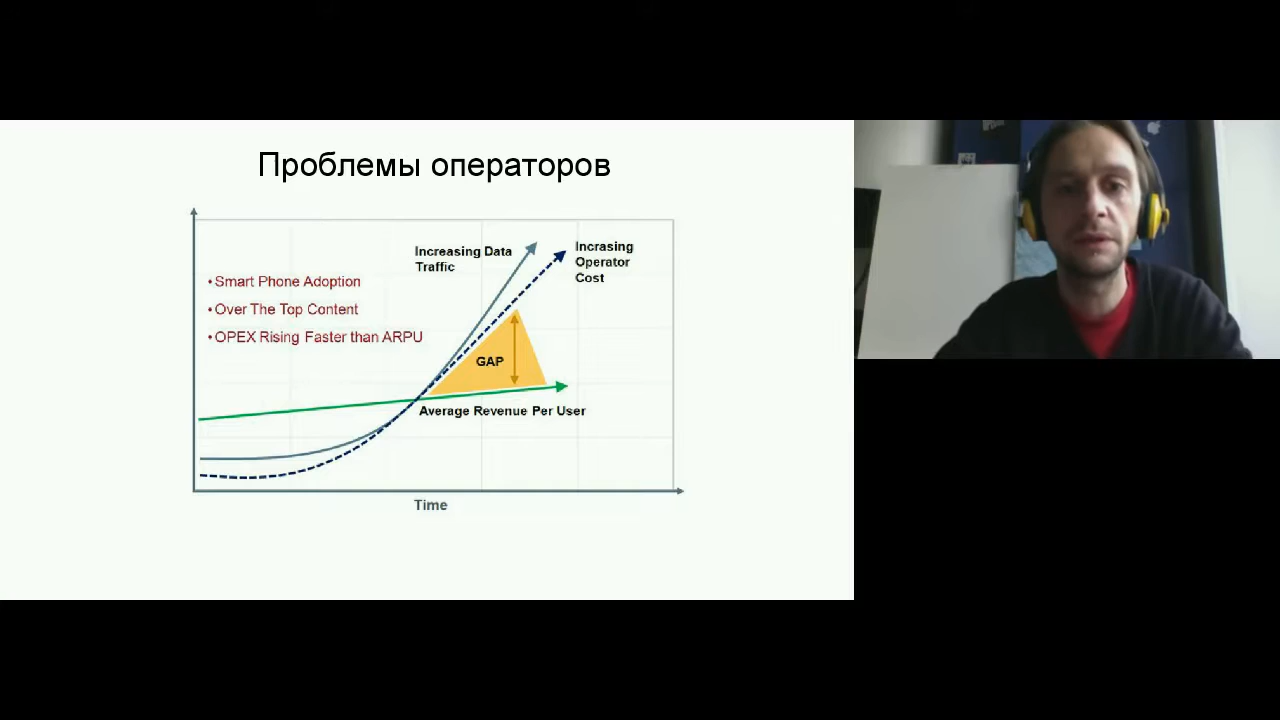 Проблемы операторов
Increasing Data
Traffic
Incrasing
Operator
Cost
•Smart Phone Adoption
•Over The Top Content
•OPEX Rising Faster than ARPU
GAP
Average Revenue Per User
Time